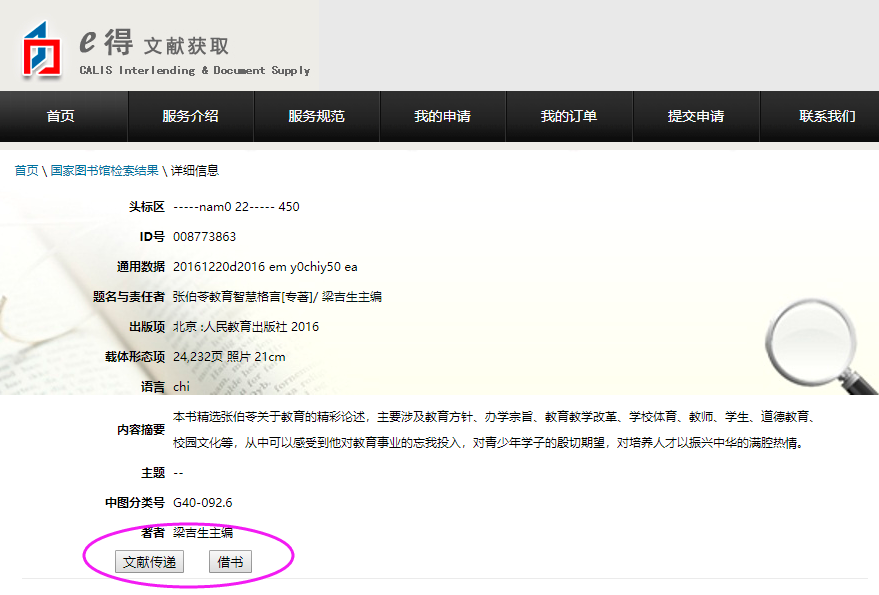 e得 文献获取
CALIS Interlending & Document Supply
首页 服务介绍 服务规范 我的申请 我的订单 提交申请 联系我们
首页 \ 国家图书馆检索结果 \ 详细信息
头标区 -----nam0 22----- 450
ID号 008773863
通用数据 20161220d2016 em y0chiy50 ea
题名与责任者 张伯苓教育智慧格言[专著]/ 梁吉生主编
出版项 北京 :人民教育出版社 2016
载体形态项 24,232页 照片 21cm
语言 chi
内容摘要 本书精选张伯苓关于教育的精彩论述，主要涉及教育方针、办学宗旨、教育教学改革、学校体育、教师、学生、道德教育、
校园文化等，从中可以感受到他对教育事业的忘我投入，对青少年学子的殷切期望，对培养人才以振兴中华的满腔热情。
主题 --
中图分类号 G40-092.6
著者 梁吉生主编
文献传递 借书